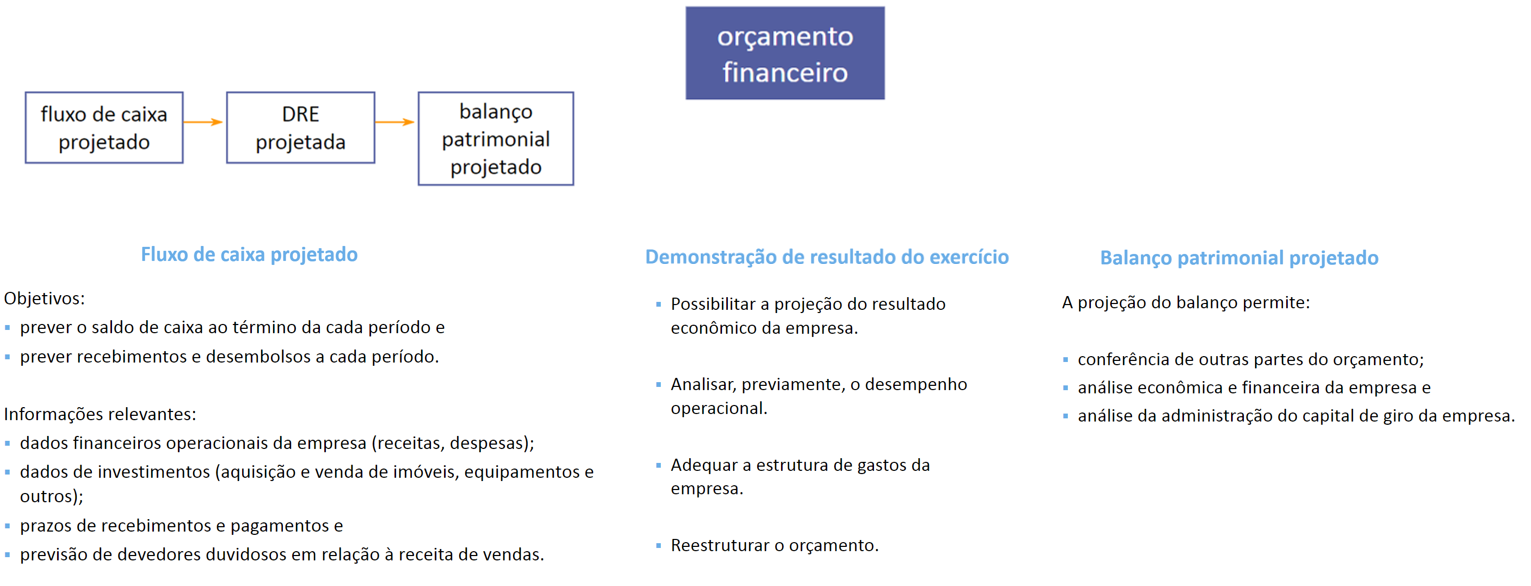 orçamento
financeiro
fluxo de caixa
projetado
DRE
projetada
balanço
patrimonial
projetado
Fluxo de caixa projetado
Objetivos:
▪ prever o saldo de caixa ao término da cada período e
▪ prever recebimentos e desembolsos a cada período.
Informações relevantes:
▪ dados financeiros operacionais da empresa (receitas, despesas);
▪ dados de investimentos (aquisição e venda de imóveis, equipamentos e
outros);
▪ prazos de recebimentos e pagamentos e
▪ previsão de devedores duvidosos em relação à receita de vendas.
Demonstração de resultado do exercício
▪ Possibilitar a projeção do resultado
econômico da empresa.
▪ Analisar, previamente, o desempenho
operacional.
▪ Adequar a estrutura de gastos da
empresa.
▪ Reestruturar o orçamento.
Balanço patrimonial projetado
A projeção do balanço permite:
▪ conferência de outras partes do orçamento;
▪ análise econômica e financeira da empresa e
▪ análise da administração do capital de giro da empresa.